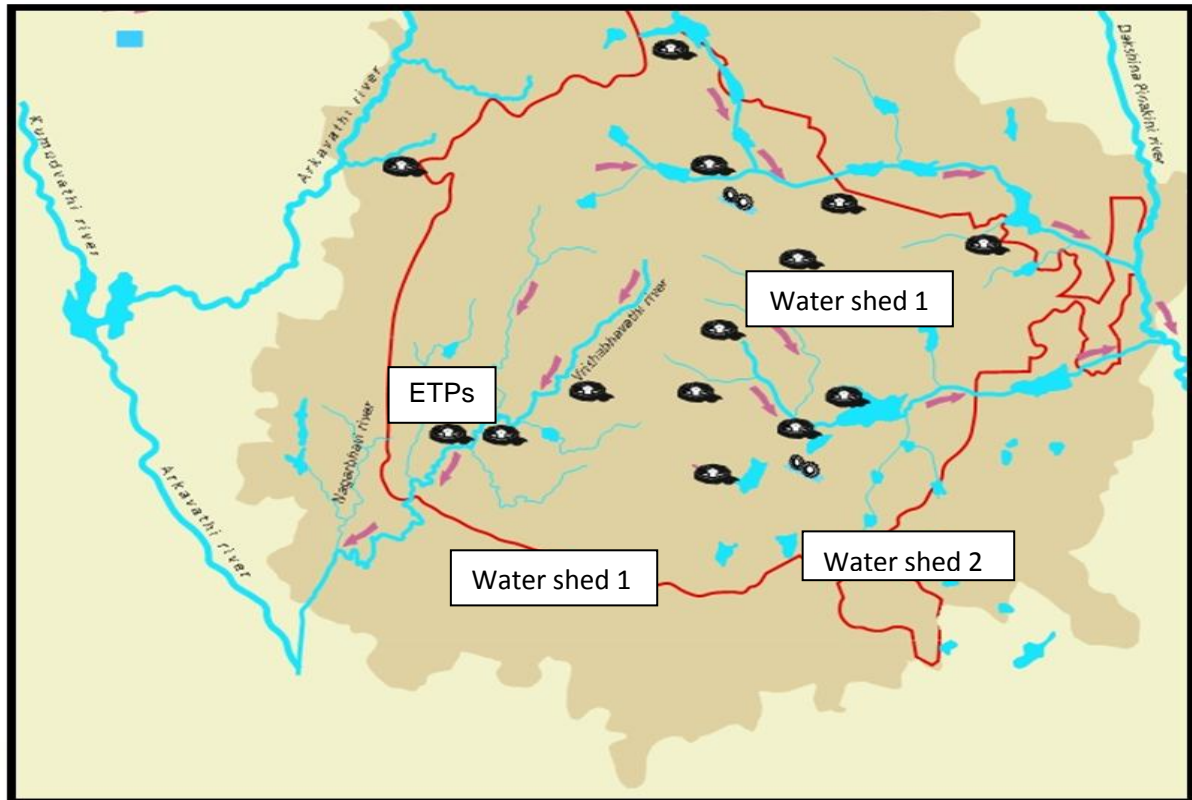 Kumudvathi river
Arkavathi river
Dakshina Pinakini river
Water shed 1
Vrishabhavathi river
ETPs
Nagarbhavi river
Arkavathi river
Water shed 1
Water shed 2